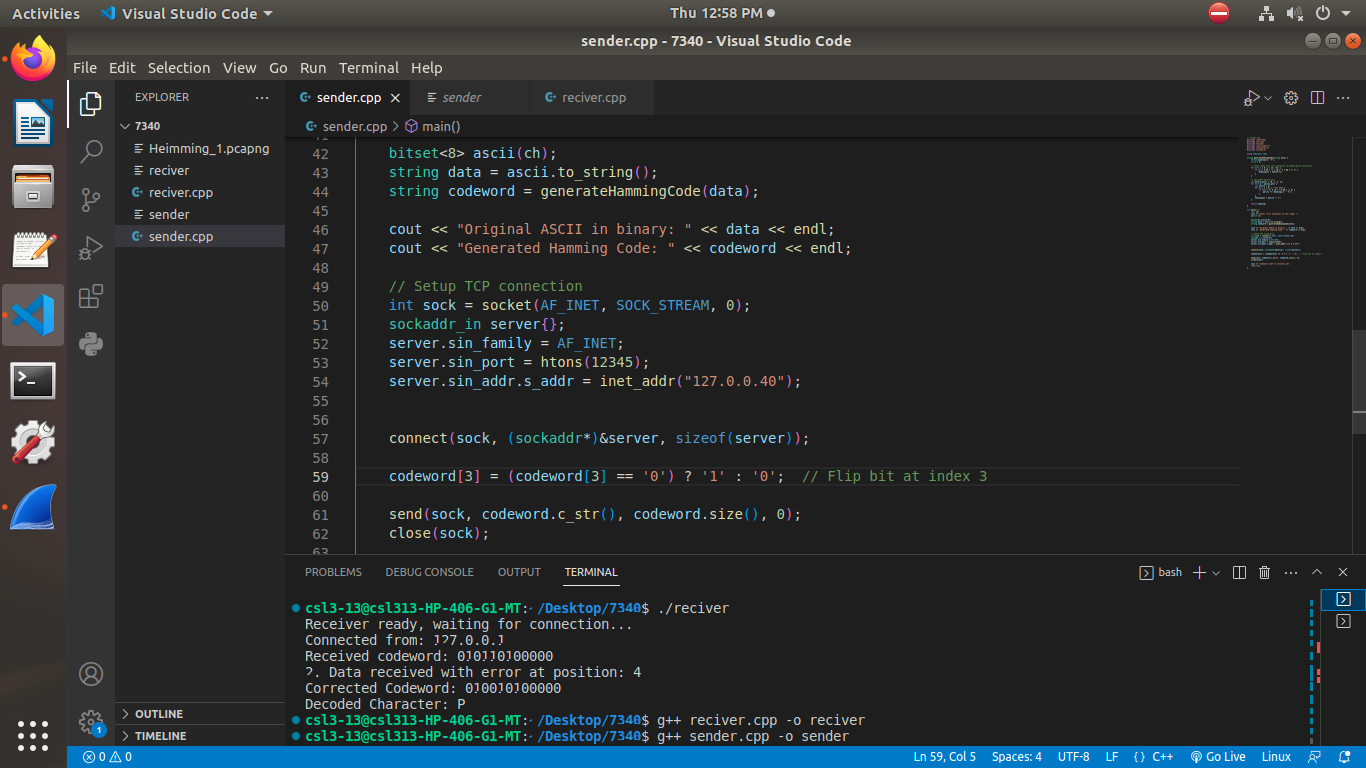 Activities
Visual Studio Code
Thu 12:58 PM
sender.cpp - 7340 - Visual Studio Code
File Edit Selection View Go Run Terminal Help
EXPLORER
7340
Heimming_1.pcapng
reciver
reciver.cpp
sender
sender.cpp
OUTLINE
TIMELINE
1
sender.cpp
sender
reciver.cpp
sender.cpp > main()
41
42 bitset<8> ascii(ch);
43 string data = ascii.to_string();
44 string codeword = generateHammingCode(data);
45
46 cout << "Original ASCII in binary: " << data << endl;
47 cout << "Generated Hamming Code: " << codeword << endl;
48
49 // Setup TCP connection
50 int sock = socket(AF_INET, SOCK_STREAM, 0);
51 sockaddr_in server{};
52 server.sin_family = AF_INET;
53 server.sin_port = htons(12345);
54 server.sin_addr.s_addr = inet_addr("127.0.0.40");
55
56
57 connect(sock, (sockaddr*)&server, sizeof(server));
58
59 codeword[3] = (codeword[3] == '0') ? '1' : '0';  // Flip bit at index 3
60
61 send(sock, codeword.c_str(), codeword.size(), 0);
62 close(sock);
63
PROBLEMS DEBUG CONSOLE OUTPUT TERMINAL
bash
csl3-13@csl313-HP-406-G1-MT:~/Desktop/7340$ ./reciver
Receiver ready, waiting for connection...
Connected from: 127.0.0.1
Received codeword: 010110100000
2. Data received with error at position: 4
Corrected Codeword: 010010100000
Decoded Character: P
csl3-13@csl313-HP-406-G1-MT:~/Desktop/7340$ g++ reciver.cpp -o reciver
csl3-13@csl313-HP-406-G1-MT:~/Desktop/7340$ g++ sender.cpp -o sender
0 0
Ln 59, Col 5 Spaces: 4 UTF-8 LF {} C++ Go Live Linux